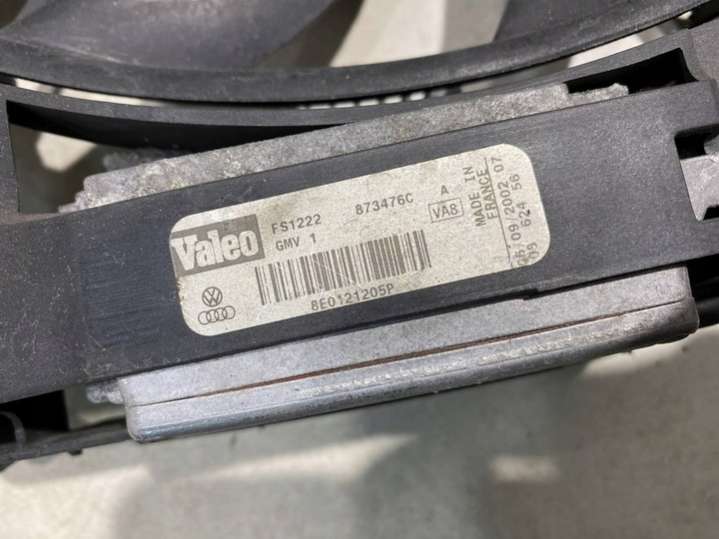 Valeo
FS1222 873476C A
GMV 1 VA8
8E0121205P
MADE IN
FRANCE
09/2002 07
624 56